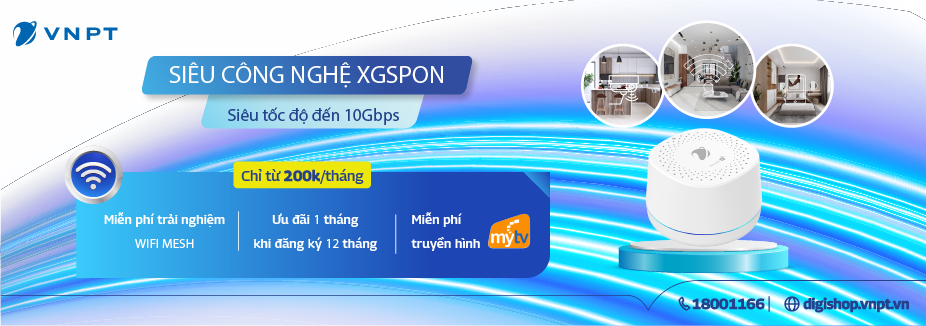 VNPT
SIÊU CÔNG NGHỆ XGSPON
Siêu tốc độ đến 10Gbps
Chỉ từ 200k/tháng
Miễn phí trải nghiệm
WIFI MESH
Ưu đãi 1 tháng
khi đăng ký 12 tháng
Miễn phí
truyền hình
mytv
18001166 |
digishop.vnpt.vn